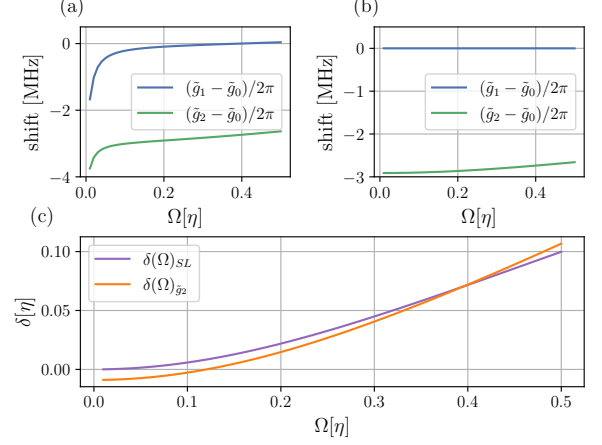 (a)
0
−2
−4
shift [MHz]
(g̃₁ − g̃₀)/2π
(g̃₂ − g̃₀)/2π
0.0 0.2 0.4
Ω[η]
(b)
0
−1
−2
−3
shift [MHz]
(g̃₁ − g̃₀)/2π
(g̃₂ − g̃₀)/2π
0.0 0.2 0.4
Ω[η]
(c)
0.10
0.05
0.00
δ[η]
δ(Ω)_{SL}
δ(Ω)_{g̃₂}
0.0 0.1 0.2 0.3 0.4 0.5
Ω[η]